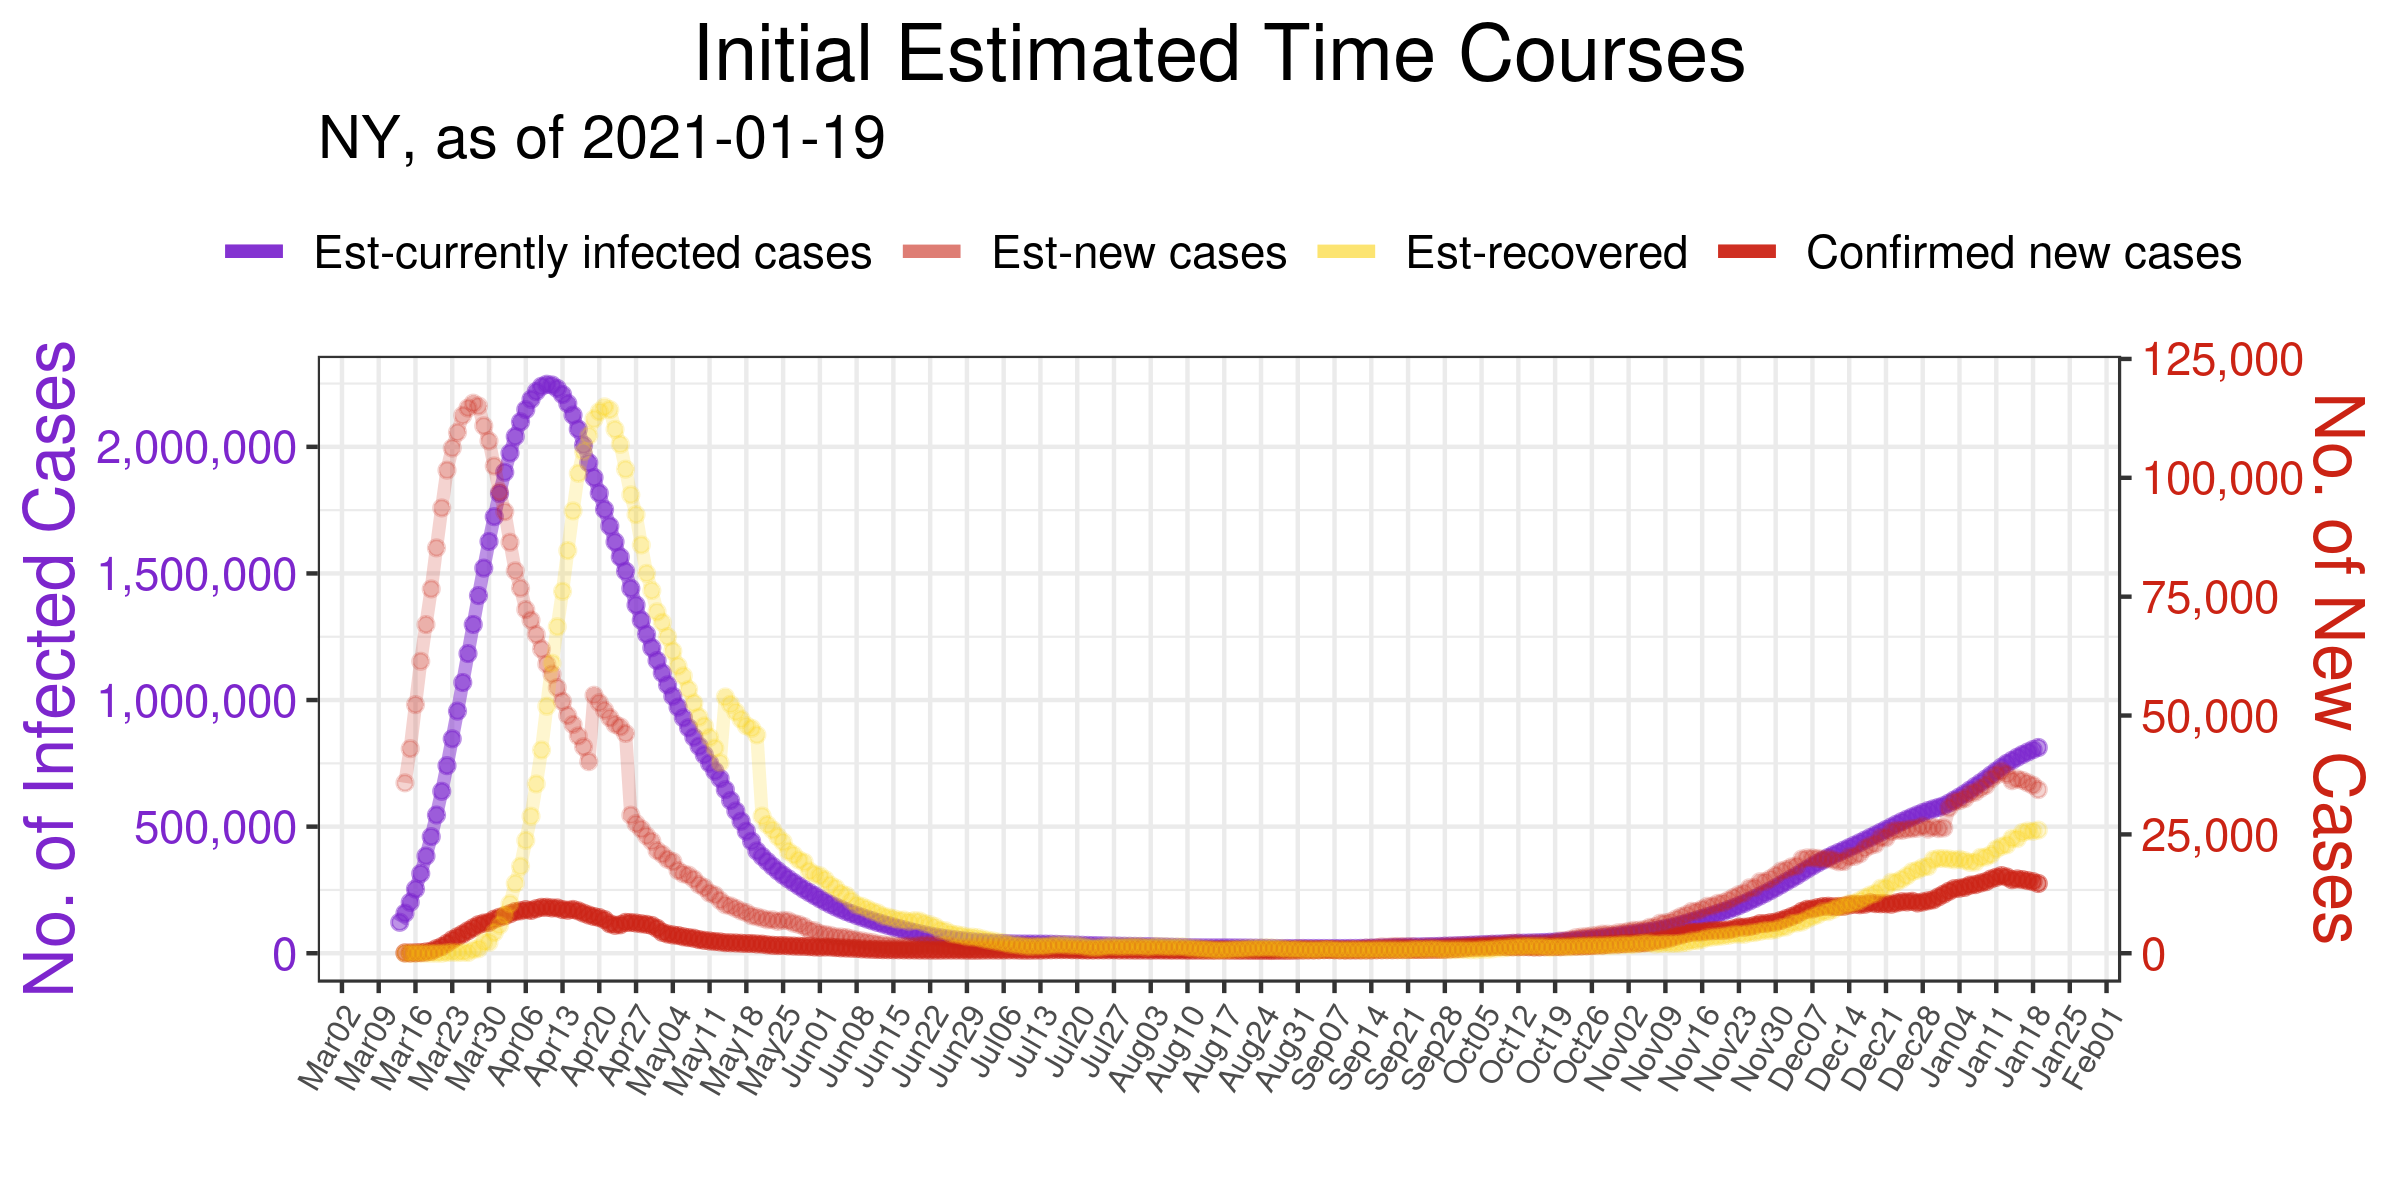 Initial Estimated Time Courses
NY, as of 2021-01-19
Est-currently infected cases Est-new cases Est-recovered Confirmed new cases
No. of Infected Cases
2,000,000
1,500,000
1,000,000
500,000
0
125,000
100,000
75,000
50,000
25,000
0
No. of New Cases
Mar02 Mar09 Mar16 Mar23 Mar30 Apr06 Apr13 Apr20 Apr27 May04 May11 May18 May25 Jun01 Jun08 Jun15 Jun22 Jun29 Jul06 Jul13 Jul20 Jul27 Aug03 Aug10 Aug17 Aug24 Aug31 Sep07 Sep14 Sep21 Sep28 Oct05 Oct12 Oct19 Oct26 Nov02 Nov09 Nov16 Nov23 Nov30 Dec07 Dec14 Dec21 Dec28 Jan04 Jan11 Jan18 Jan25 Feb01